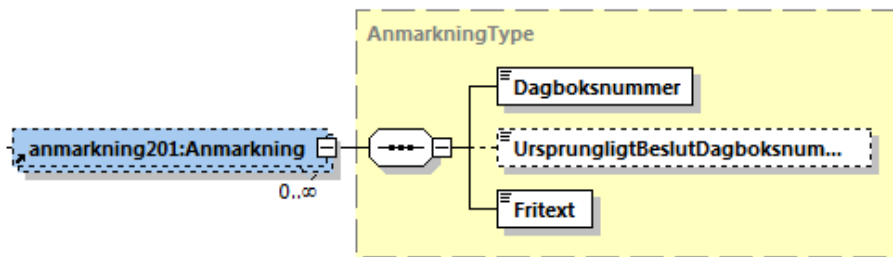 AnmarkningType
Dagboksnummer
anmarkning201:Anmarkning
UrsprungligtBeslutDagboksnum...
0..∞
Fritext